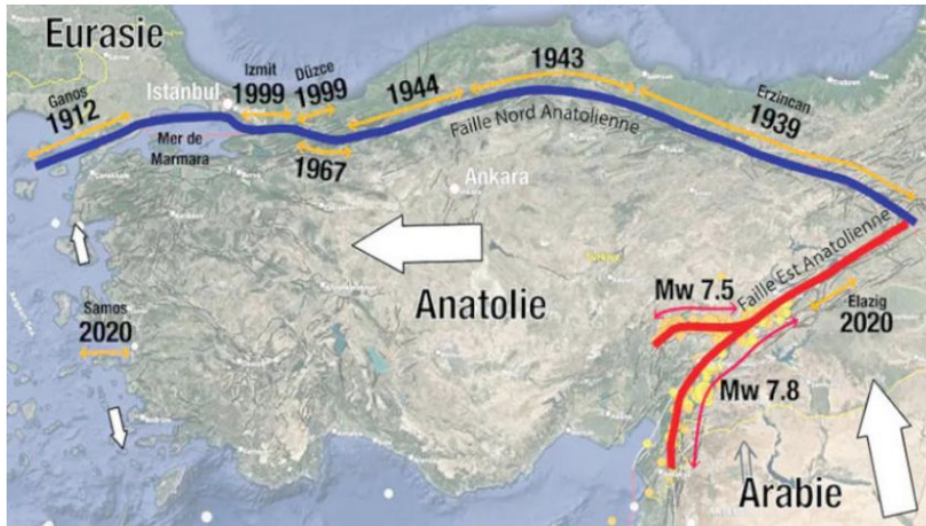 Eurasie
Ganos
1912
Istanbul
Izmit
1999
Düzce
1999
1944
1943
Erzincan
1939
Faille Nord Anatolienne
Mer de
Marmara
1967
Ankara
Faille Est Anatolienne
Anatolie
Mw 7.5
Elazig
2020
Samos
2020
Mw 7.8
Arabie